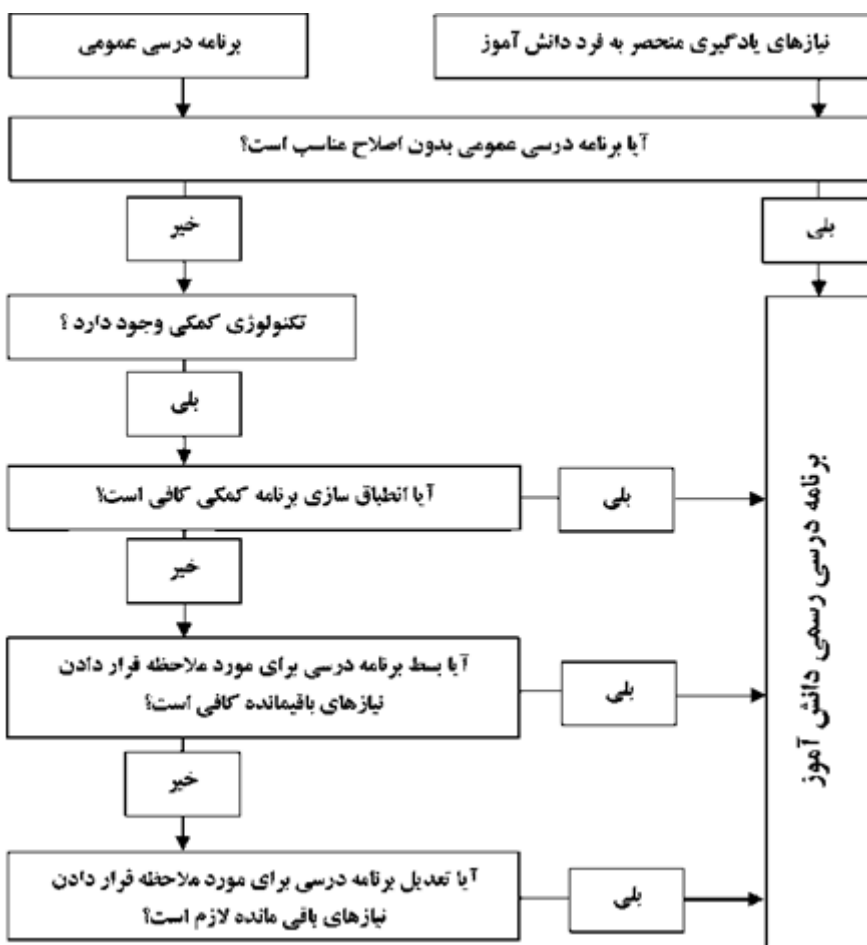 نیازهای یادگیری منحصر به فرد دانش آموز
برنامه درسی عمومی
آیا برنامه درسی عمومی بدون اصلاح مناسب است؟
بلی
خیر
تکنولوژی کمکی وجود دارد ؟
بلی
آیا انطباق سازی برنامه کمکی کافی است؟
بلی
خیر
آیا بسط برنامه درسی برای مورد ملاحظه قرار دادن
نیازهای باقیمانده کافی است؟
بلی
خیر
آیا تعدیل برنامه درسی برای مورد ملاحظه قرار دادن
نیازهای باقی مانده لازم است؟
بلی
برنامه درسی رسمی دانش آموز